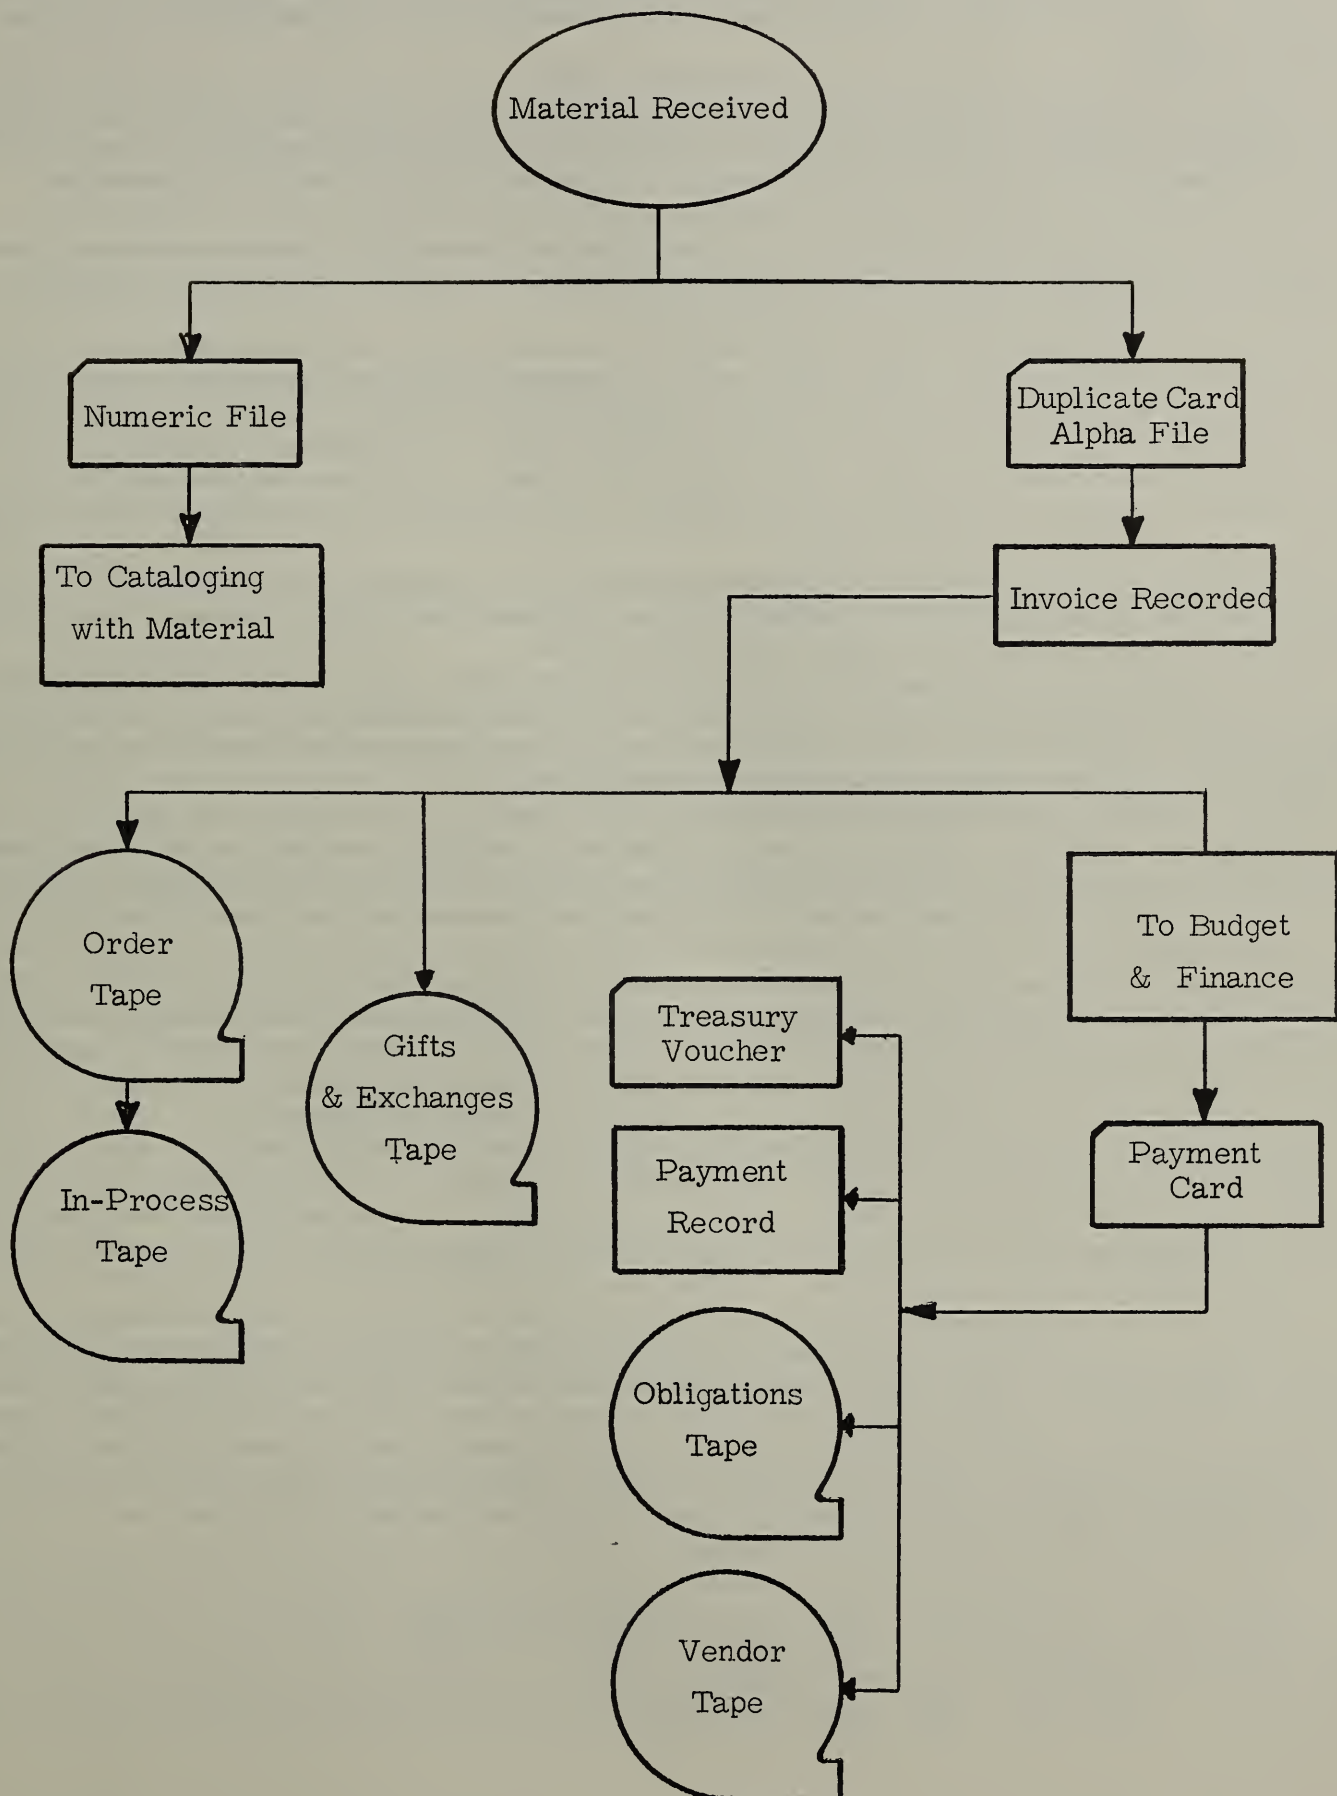 Material Received
Numeric File
Duplicate Card
Alpha File
To Cataloging
with Material
Invoice Recorded
Order
Tape
Gifts
& Exchanges
Tape
To Budget
& Finance
Treasury
Voucher
Payment
Card
Payment
Record
In-Process
Tape
Obligations
Tape
Vendor
Tape